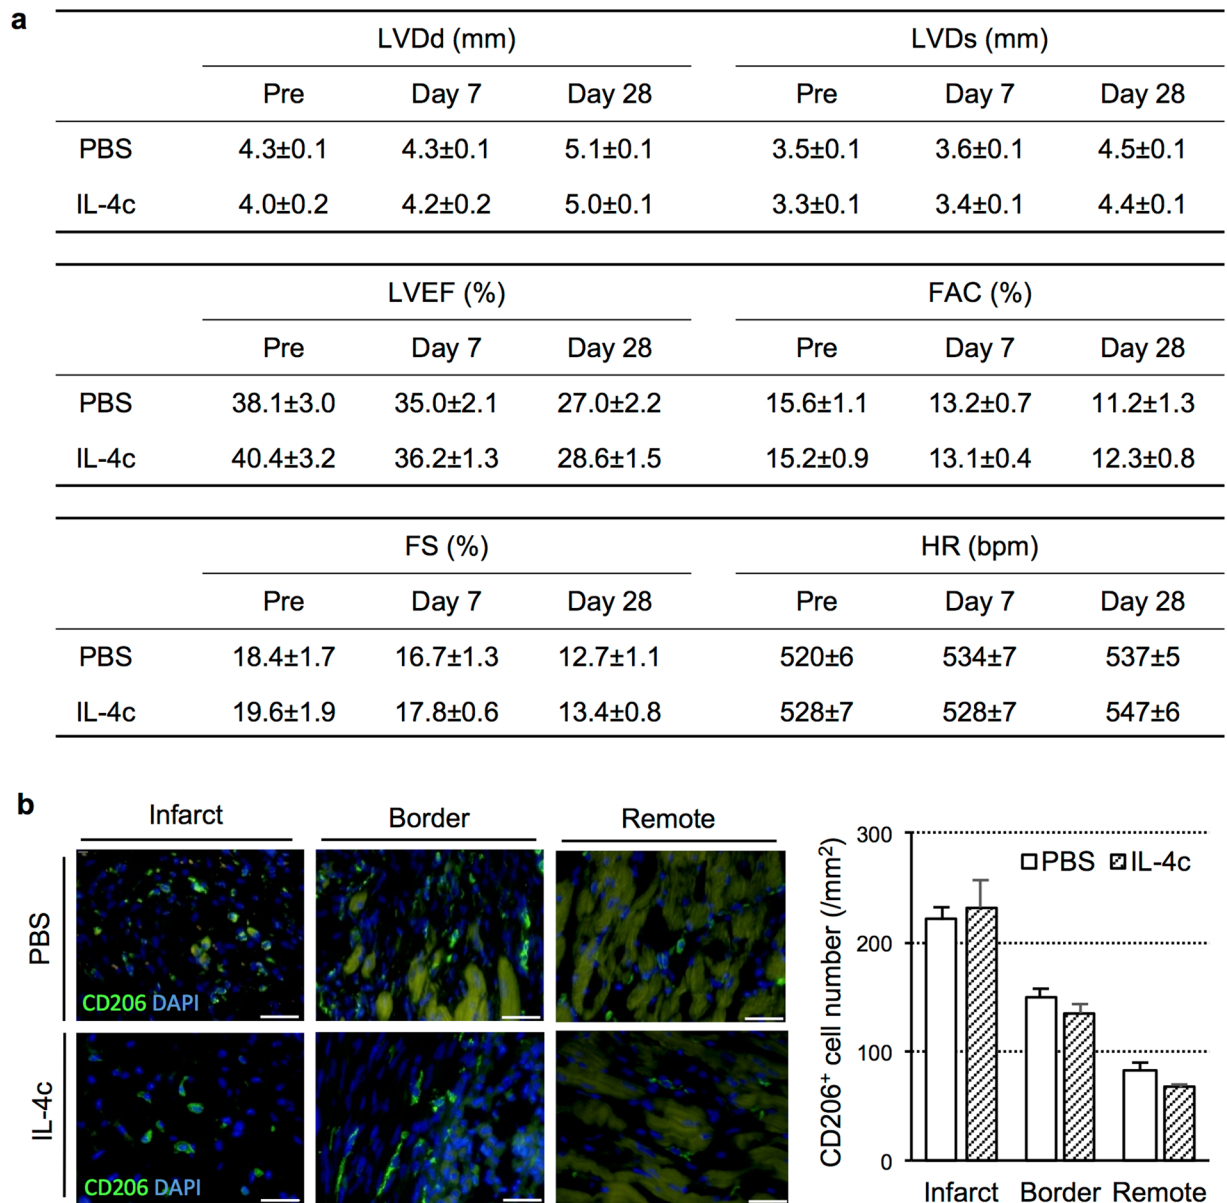 a
LVDd (mm) LVDs (mm)
Pre Day 7 Day 28 Pre Day 7 Day 28
PBS 4.3±0.1 4.3±0.1 5.1±0.1 3.5±0.1 3.6±0.1 4.5±0.1
IL-4c 4.0±0.2 4.2±0.2 5.0±0.1 3.3±0.1 3.4±0.1 4.4±0.1
LVEF (%) FAC (%)
Pre Day 7 Day 28 Pre Day 7 Day 28
PBS 38.1±3.0 35.0±2.1 27.0±2.2 15.6±1.1 13.2±0.7 11.2±1.3
IL-4c 40.4±3.2 36.2±1.3 28.6±1.5 15.2±0.9 13.1±0.4 12.3±0.8
FS (%) HR (bpm)
Pre Day 7 Day 28 Pre Day 7 Day 28
PBS 18.4±1.7 16.7±1.3 12.7±1.1 520±6 534±7 537±5
IL-4c 19.6±1.9 17.8±0.6 13.4±0.8 528±7 528±7 547±6
b
Infarct Border Remote
PBS
CD206 DAPI
IL-4c
CD206 DAPI
CD206⁺ cell number (/mm²)
300
200
100
0
PBS IL-4c
Infarct Border Remote